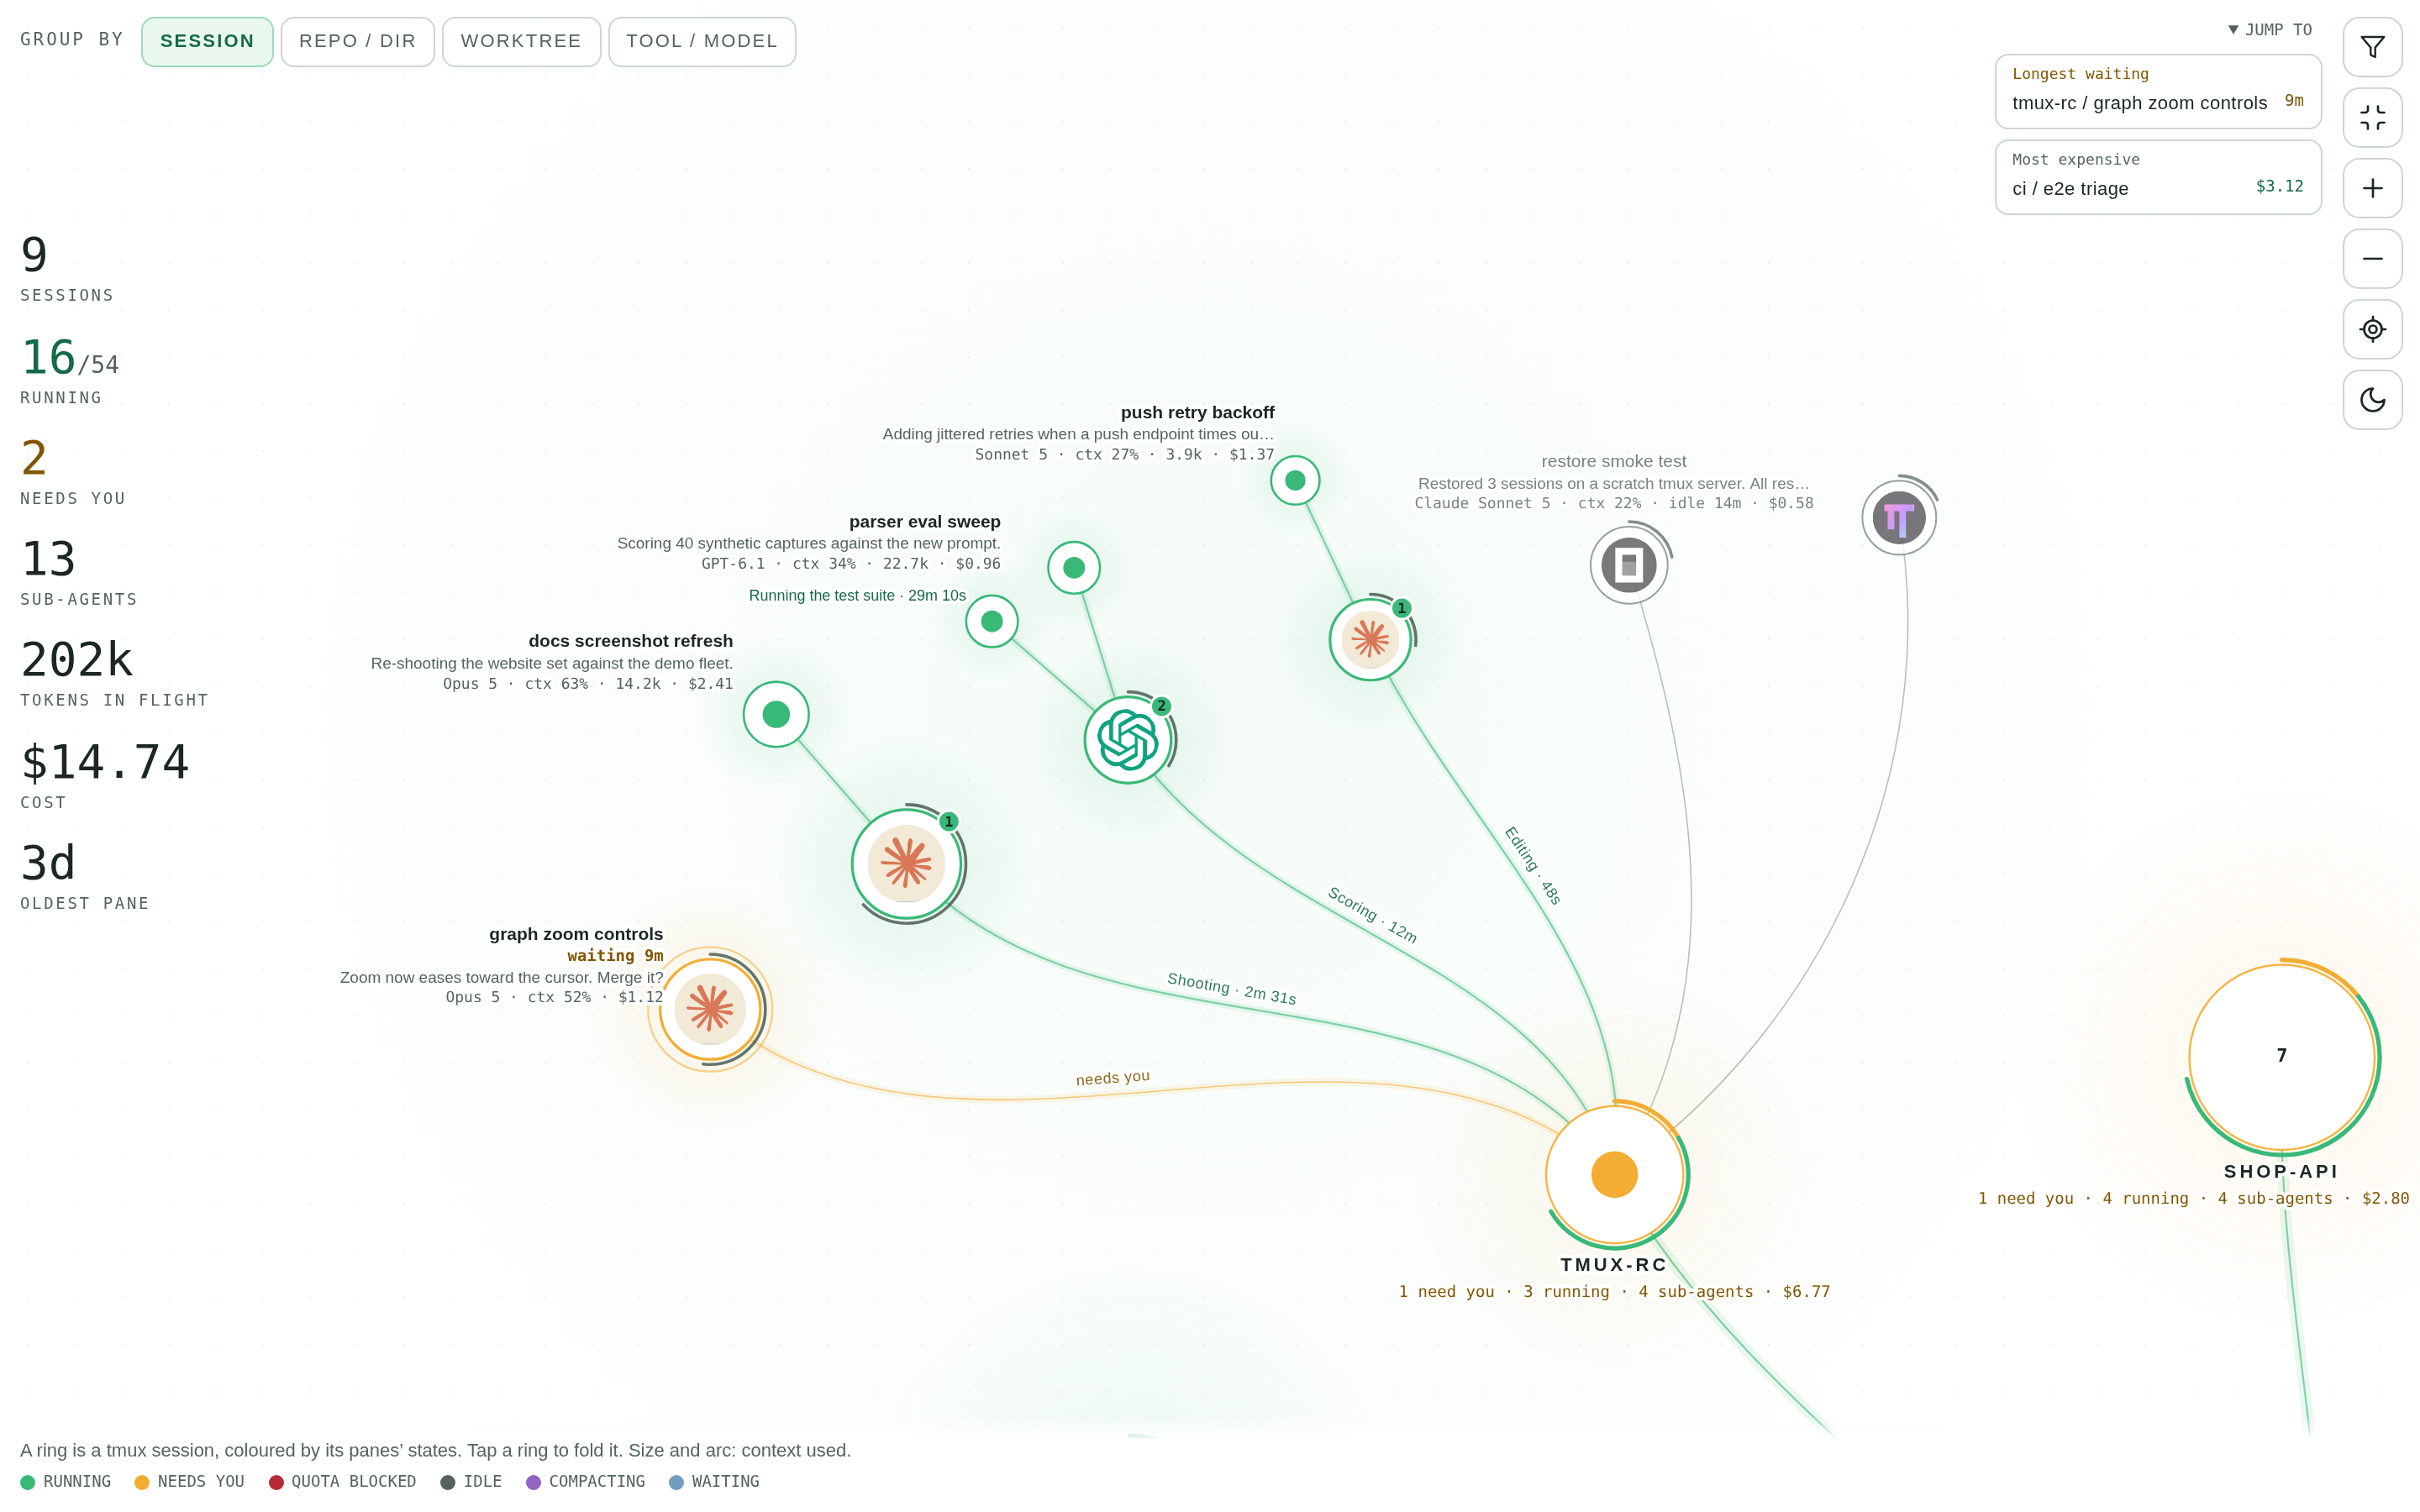 GROUP BY
SESSION
REPO / DIR
WORKTREE
TOOL / MODEL
▼ JUMP TO
Longest waiting
tmux-rc / graph zoom controls 9m
Most expensive
ci / e2e triage $3.12
9
SESSIONS
16/54
RUNNING
2
NEEDS YOU
13
SUB-AGENTS
202k
TOKENS IN FLIGHT
$14.74
COST
3d
OLDEST PANE
push retry backoff
Adding jittered retries when a push endpoint times ou…
Sonnet 5 · ctx 27% · 3.9k · $1.37
restore smoke test
Restored 3 sessions on a scratch tmux server. All res…
Claude Sonnet 5 · ctx 22% · idle 14m · $0.58
parser eval sweep
Scoring 40 synthetic captures against the new prompt.
GPT-6.1 · ctx 34% · 22.7k · $0.96
Running the test suite · 29m 10s
1
docs screenshot refresh
Re-shooting the website set against the demo fleet.
Opus 5 · ctx 63% · 14.2k · $2.41
2
1
Editing · 48s
Scoring · 12m
graph zoom controls
waiting 9m
Zoom now eases toward the cursor. Merge it?
Opus 5 · ctx 52% · $1.12
Shooting · 2m 31s
needs you
7
SHOP-API
1 need you · 4 running · 4 sub-agents · $2.80
TMUX-RC
1 need you · 3 running · 4 sub-agents · $6.77
A ring is a tmux session, coloured by its panes’ states. Tap a ring to fold it. Size and arc: context used.
RUNNING
NEEDS YOU
QUOTA BLOCKED
IDLE
COMPACTING
WAITING